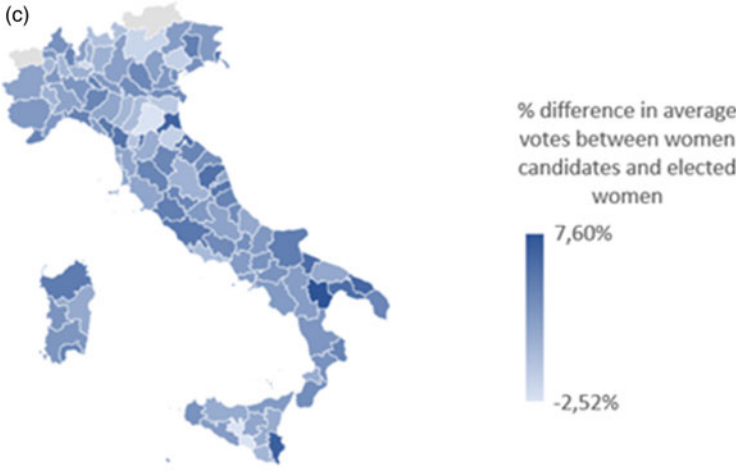 (c)
% difference in average
votes between women
candidates and elected
women
7,60%
-2,52%